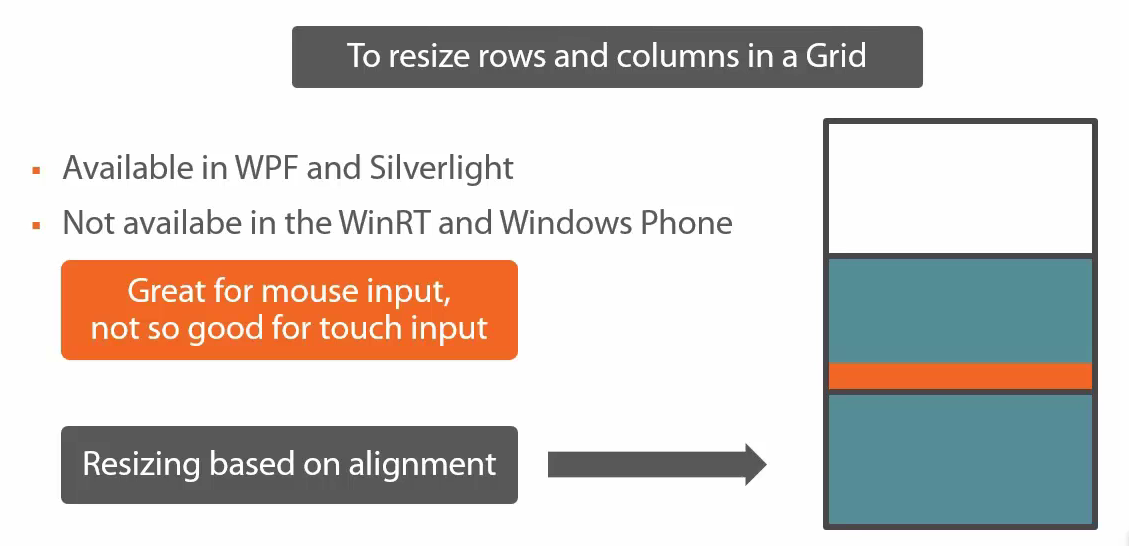 To resize rows and columns in a Grid
Available in WPF and Silverlight
Not availabe in the WinRT and Windows Phone
Great for mouse input,
not so good for touch input
Resizing based on alignment